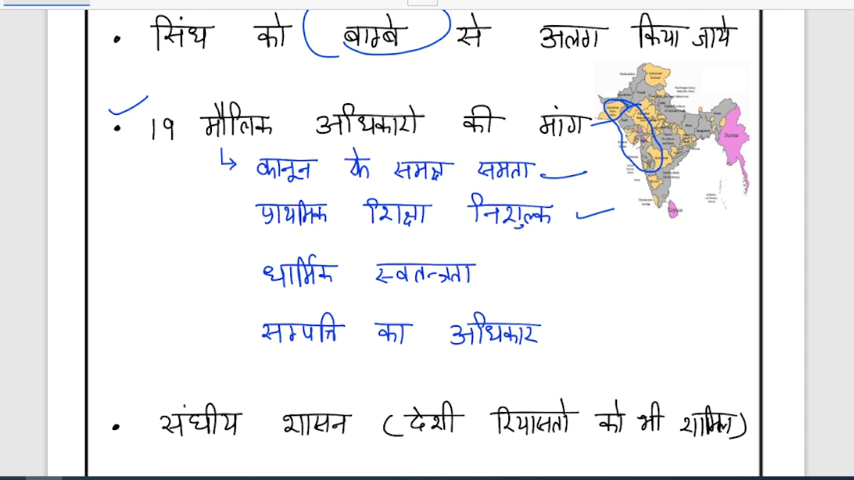 • सिंध को (बाम्बे) से अलग किया जाये
• 19 मौलिक अधिकारो की मांग
↳ कानून के समक्ष समता
प्राथमिक शिक्षा निशुल्क
धार्मिक स्वतन्त्रता
सम्पत्ति का अधिकार
• संघीय शासन (देशी रियासतो को भी शामिल)